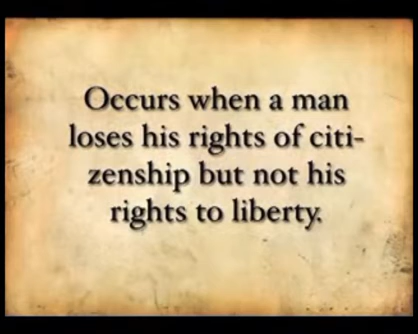 Occurs when a man
loses his rights of citi-
zenship but not his
rights to liberty.